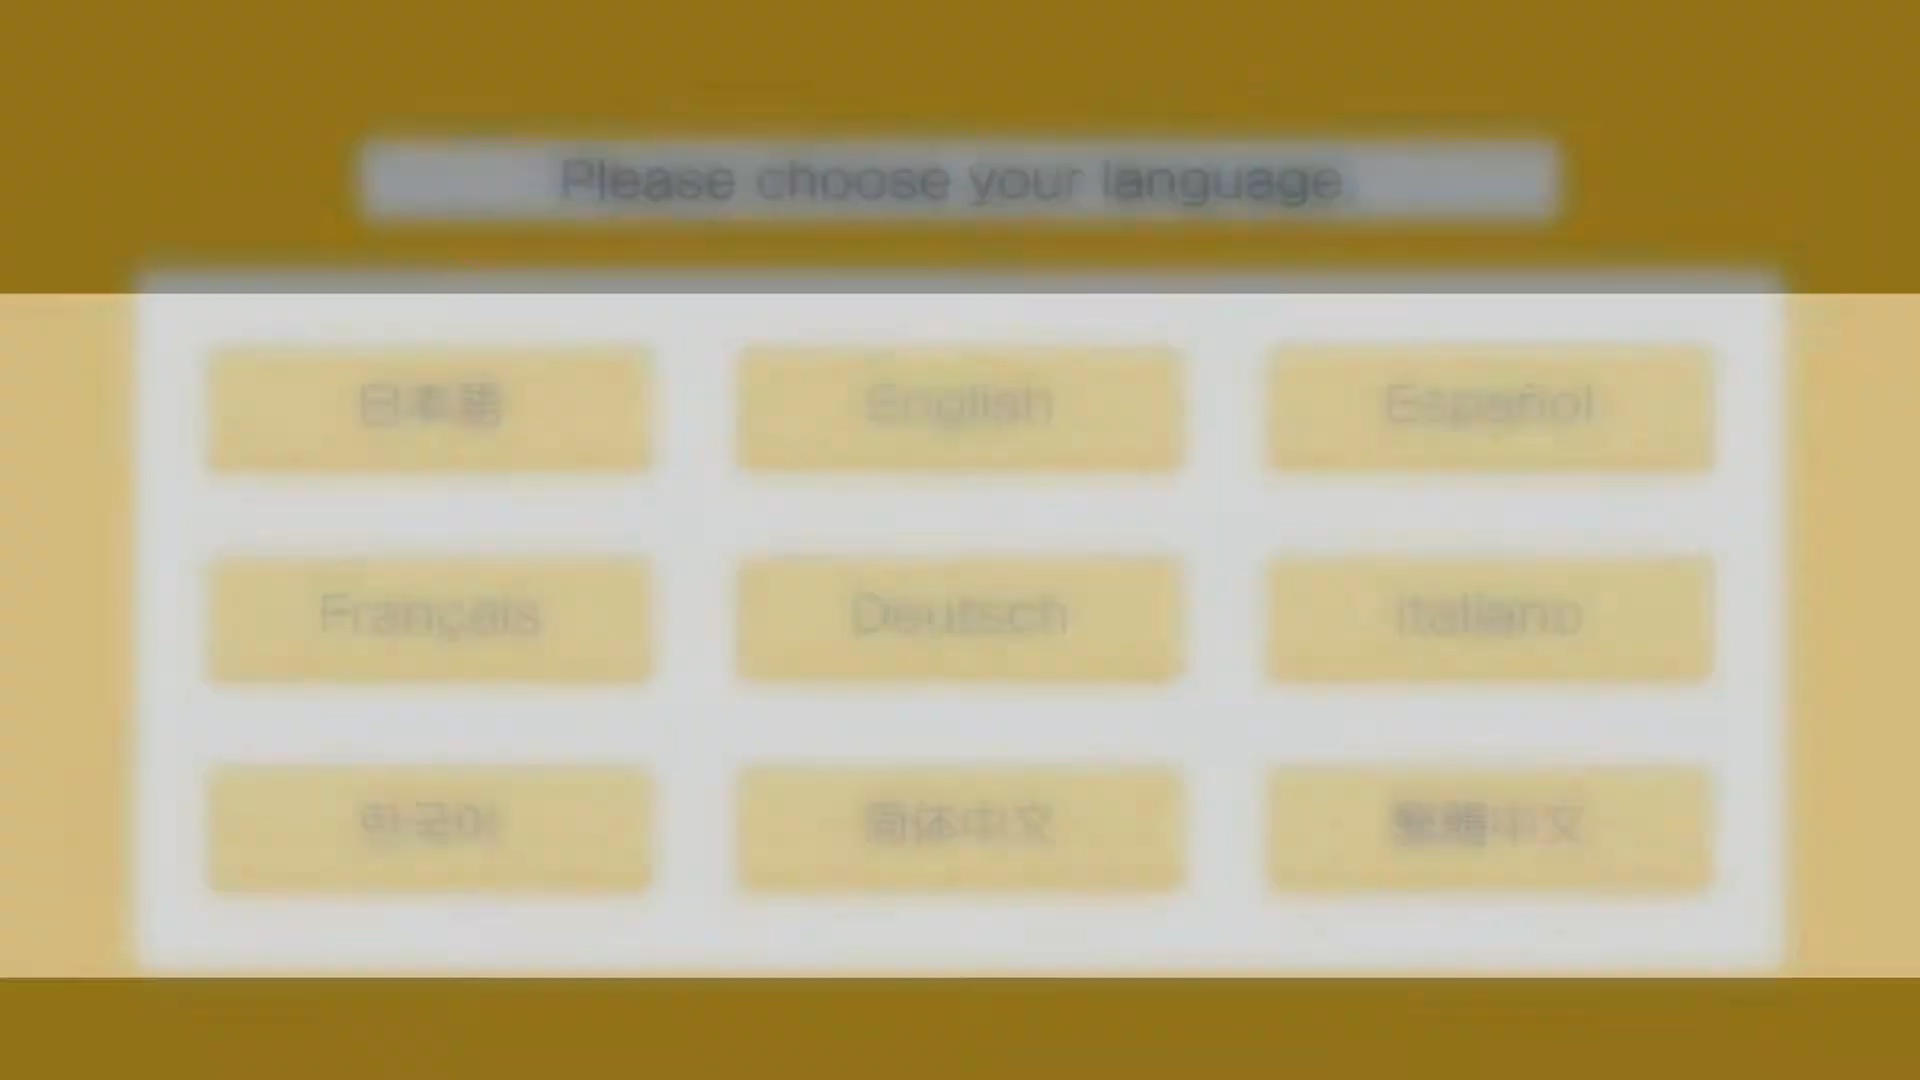 Please choose your language.
日本語
English
Español
Français
Deutsch
Italiano
한국어
简体中文
繁體中文